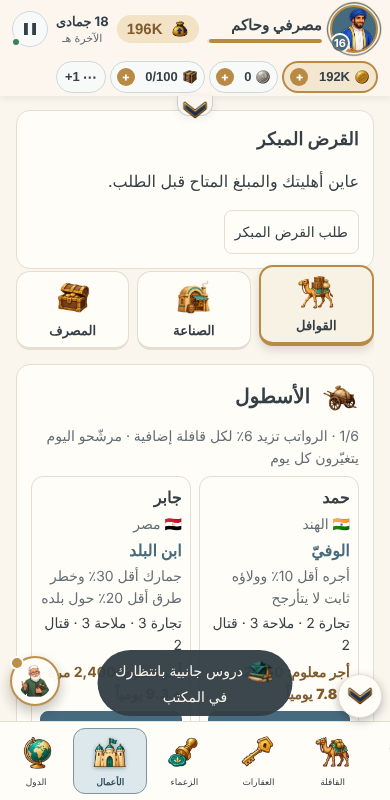 مصرفي وحاكم
16
196K
18 جمادى
الآخرة هـ
192K +
0 +
0/100 +
+1 ⋯
القرض المبكر
عاين أهليتك والمبلغ المتاح قبل الطلب.
طلب القرض المبكر
القوافل
الصناعة
المصرف
الأسطول
1/6 · الرواتب تزيد 6٪ لكل قافلة إضافية · مرشّحو اليوم
يتغيّرون كل يوم
حمد
الهند
الوفيّ
أجره أقل 10٪ وولاؤه
ثابت لا يتأرجح
تجارة 2 · ملاحة 3 · قتال
2
أجر معلوم
7.8
جابر
مصر
ابن البلد
جمارك أقل 30٪ وخطر
طرق أقل 20٪ حول بلده
تجارة 3 · ملاحة 3 · قتال
2
دروس جانبية بانتظارك
في المكتب
القافلة
العقارات
الزعماء
الأعمال
الدول